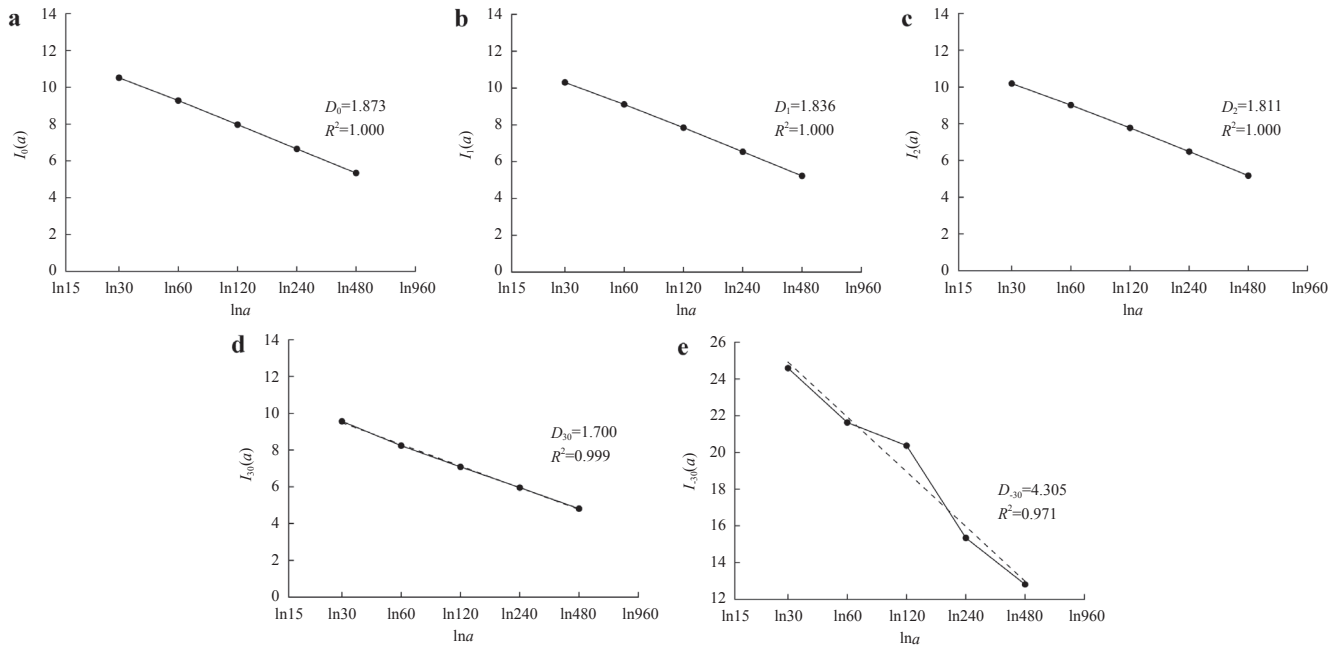 a
14
12
10
8
6
4
2
0
I₀(a)
D₀=1.873
R²=1.000
ln15 ln30 ln60 ln120 ln240 ln480 ln960
lna
b
14
12
10
8
6
4
2
0
I₁(a)
D₁=1.836
R²=1.000
ln15 ln30 ln60 ln120 ln240 ln480 ln960
lna
c
14
12
10
8
6
4
2
0
I₂(a)
D₂=1.811
R²=1.000
ln15 ln30 ln60 ln120 ln240 ln480 ln960
lna
d
14
12
10
8
6
4
2
0
I₃₀(a)
D₃₀=1.700
R²=0.999
ln15 ln30 ln60 ln120 ln240 ln480 ln960
lna
e
26
24
22
20
18
16
14
12
I₋₃₀(a)
D₋₃₀=4.305
R²=0.971
ln15 ln30 ln60 ln120 ln240 ln480 ln960
lna